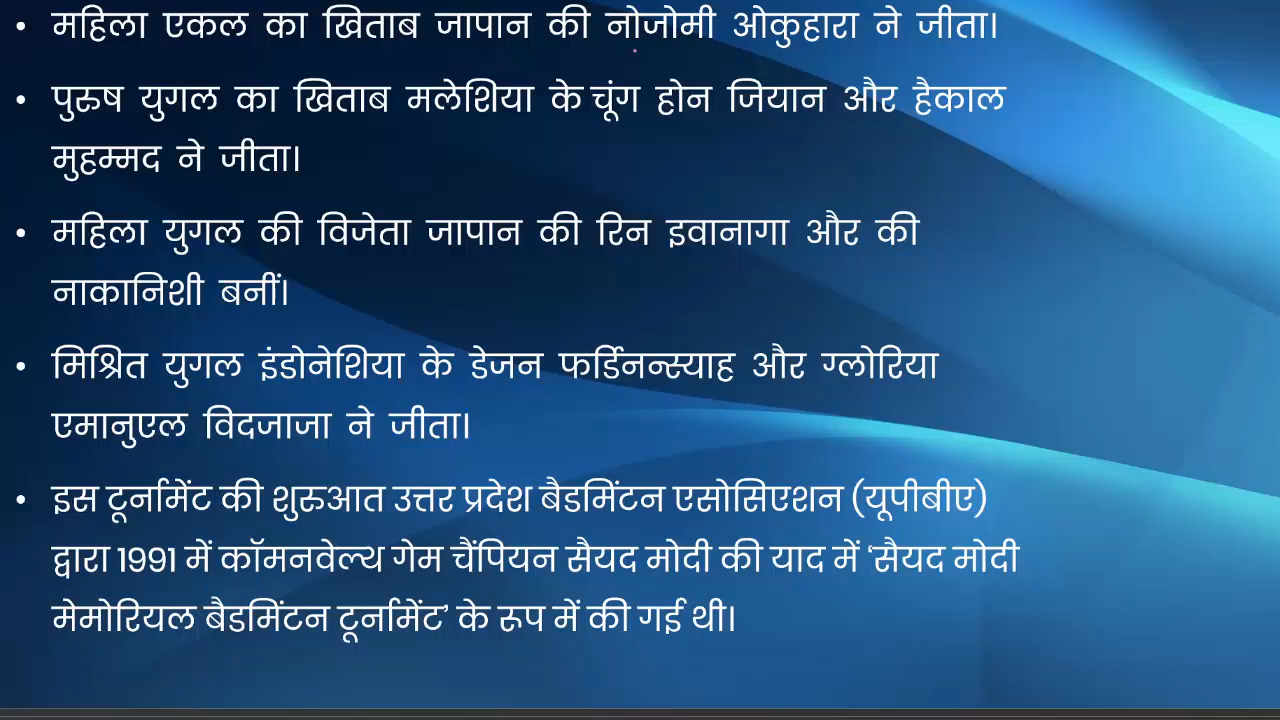 • महिला एकल का खिताब जापान की नोजोमी ओकुहारा ने जीता।
• पुरुष युगल का खिताब मलेशिया के चूंग होन जियान और हैकाल
मुहम्मद ने जीता।
• महिला युगल की विजेता जापान की रिन इवानागा और की
नाकानिशी बनीं।
• मिश्रित युगल इंडोनेशिया के डेजन फर्डिनन्स्याह और ग्लोरिया
एमानुएल विदजाजा ने जीता।
• इस टूर्नामेंट की शुरुआत उत्तर प्रदेश बैडमिंटन एसोसिएशन (यूपीबीए)
द्वारा 1991 में कॉमनवेल्थ गेम चैंपियन सैयद मोदी की याद में ‘सैयद मोदी
मेमोरियल बैडमिंटन टूर्नामेंट’ के रूप में की गई थी।